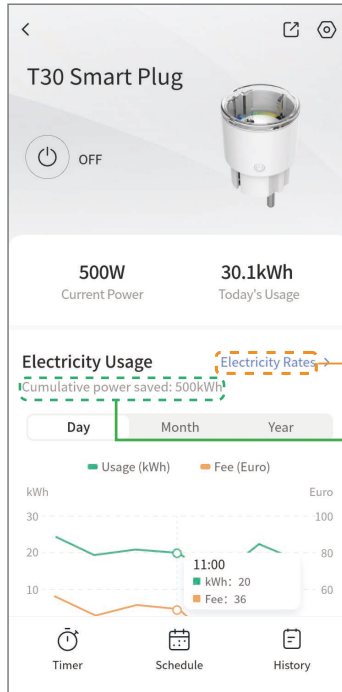 T30 Smart Plug
OFF
500W 30.1kWh
Current Power Today's Usage
Electricity Usage Electricity Rates >
Cumulative power saved: 500kWh
Day Month Year
Usage (kWh) Fee (Euro)
kWh Euro
30 100
20 80
11:00
kWh: 20
Fee: 36
10 60
Timer Schedule History